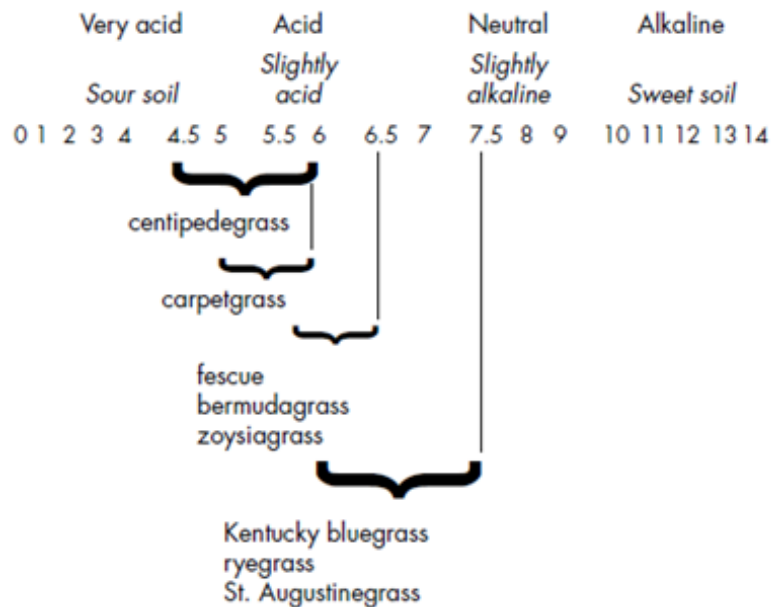 Very acid Acid Neutral Alkaline
Slightly Slightly
Sour soil acid alkaline Sweet soil
0 1 2 3 4 4.5 5 5.5 6 6.5 7 7.5 8 9 10 11 12 13 14
centipedegrass
carpetgrass
fescue
bermudagrass
zoysiagrass
Kentucky bluegrass
ryegrass
St. Augustinegrass